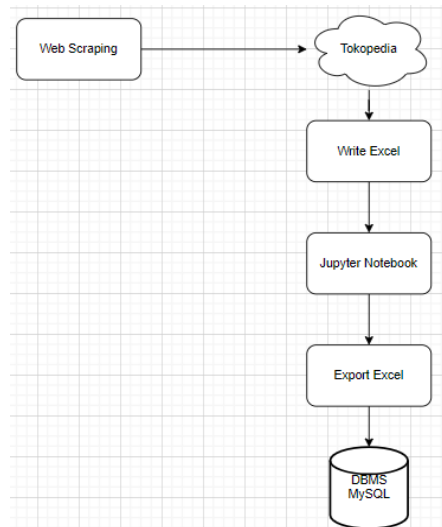 Web Scraping
Tokopedia
Write Excel
Jupyter Notebook
Export Excel
DBMS
MySQL